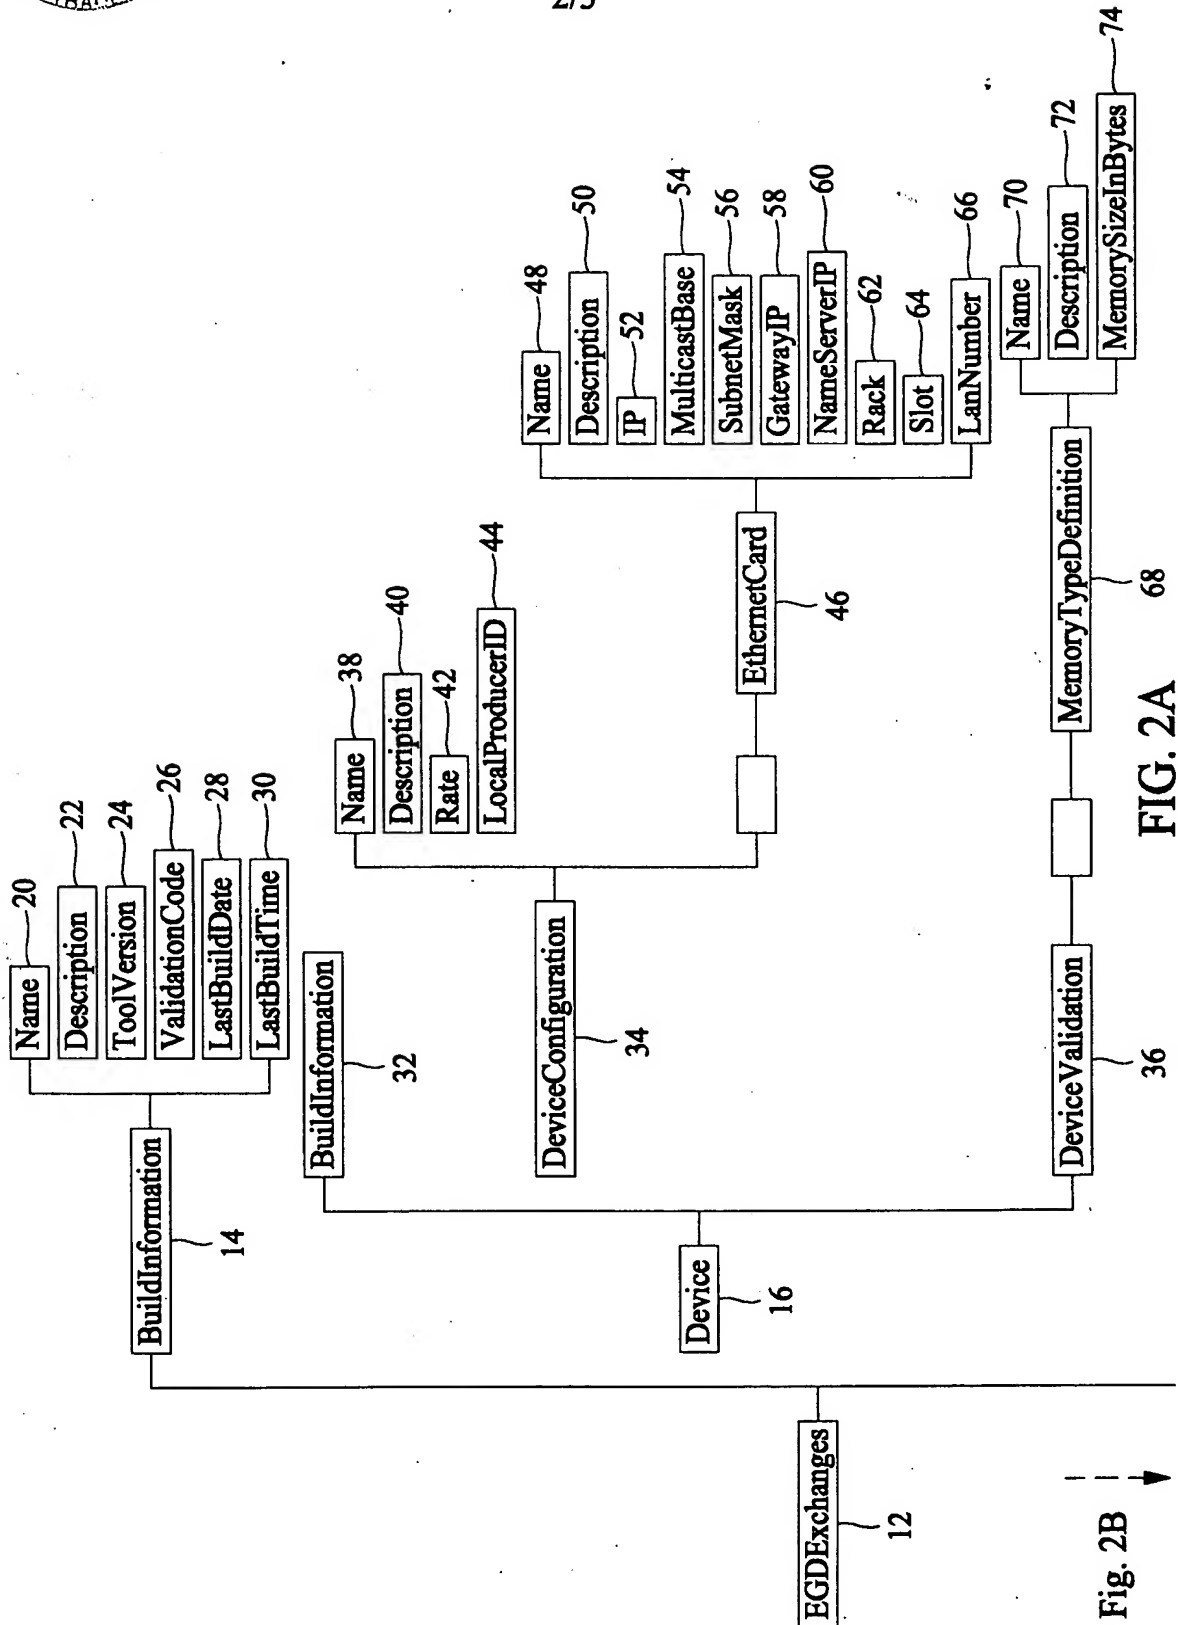 2/5
Name
20
Description
22
ToolVersion
24
ValidationCode
26
LastBuildDate
28
LastBuildTime
30
BuildInformation
14
BuildInformation
32
Name
38
Description
40
Rate
42
LocalProducerID
44
DeviceConfiguration
34
Name
48
Description
50
IP
52
MulticastBase
54
SubnetMask
56
GatewayIP
58
NameServerIP
60
Rack
62
Slot
64
LanNumber
66
EthernetCard
46
Device
16
Name
70
Description
72
MemorySizeInBytes
74
MemoryTypeDefinition
68
DeviceValidation
36
EGDExchanges
12
Fig. 2B
FIG. 2A